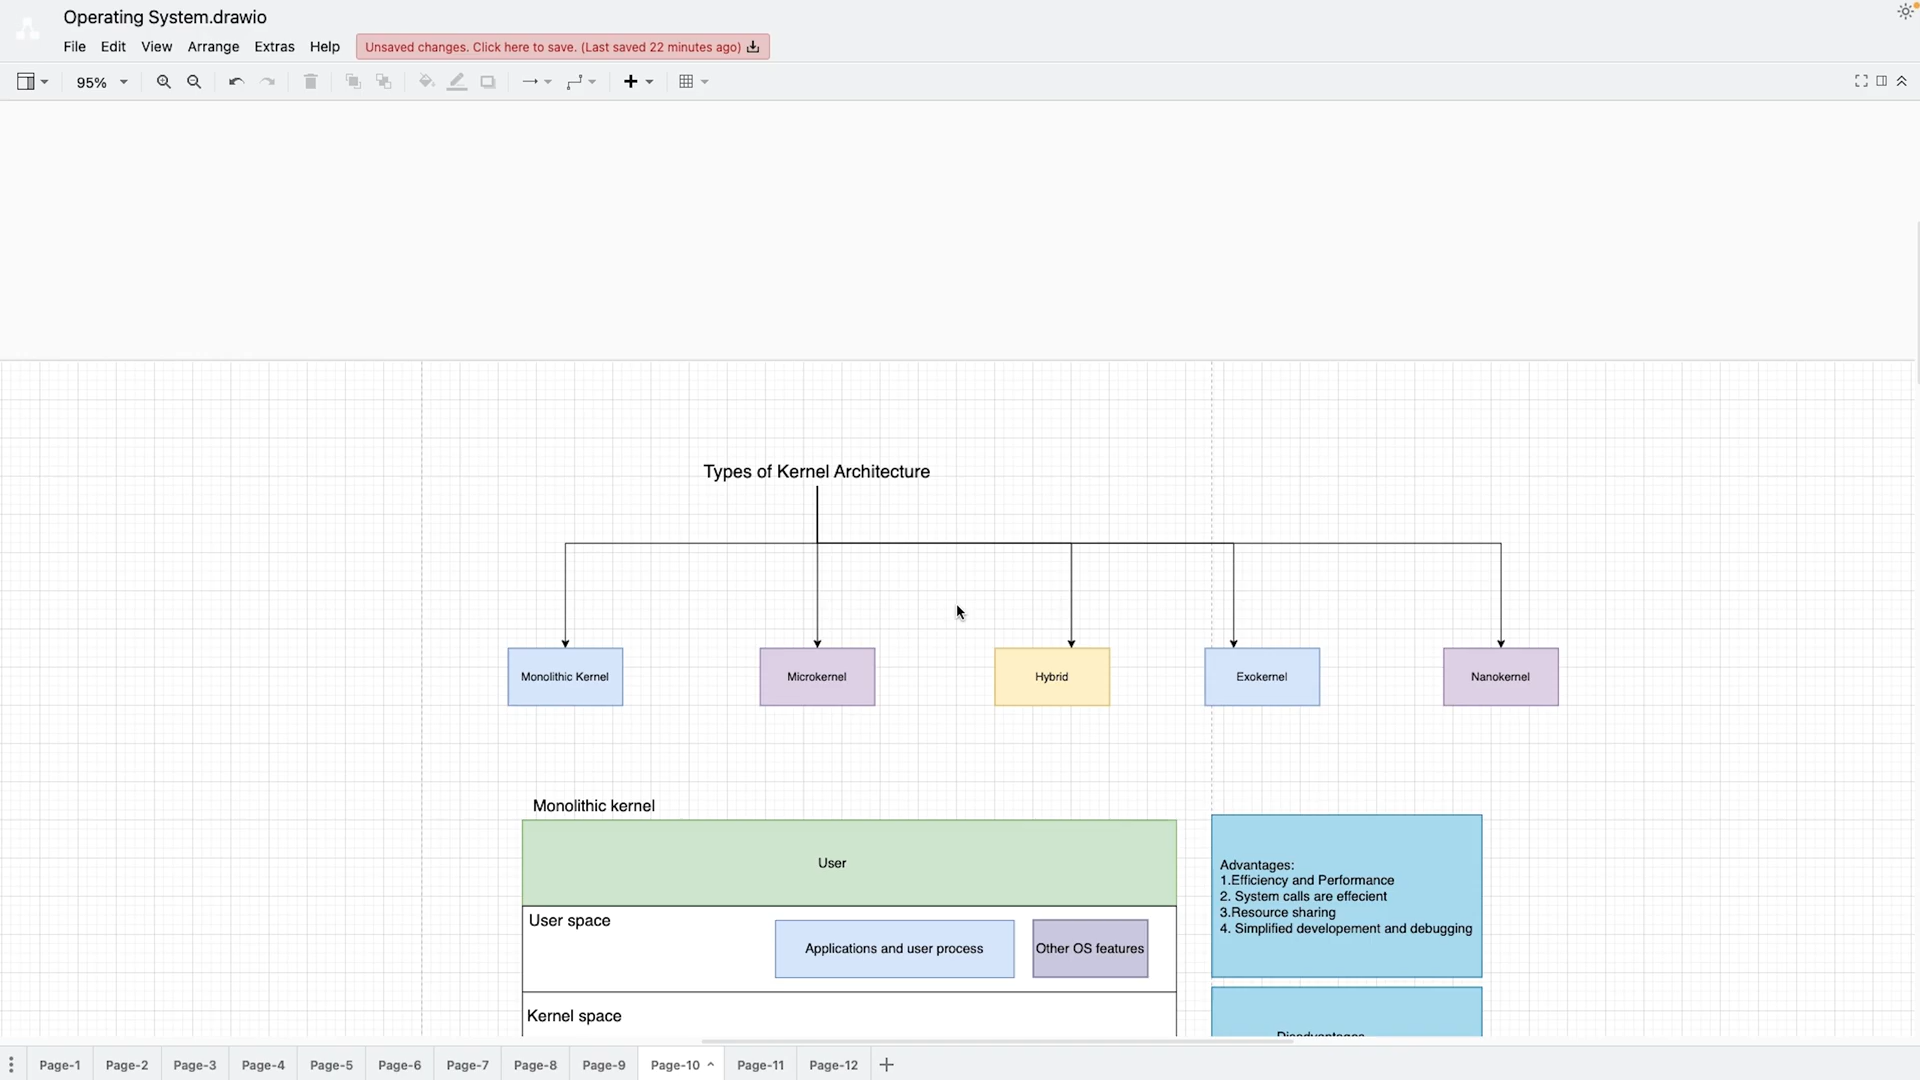 Operating System.drawio
File Edit View Arrange Extras Help Unsaved changes. Click here to save. (Last saved 22 minutes ago)
95%
Types of Kernel Architecture
Monolithic Kernel Microkernel Hybrid Exokernel Nanokernel
Monolithic kernel
User
User space
Applications and user process
Other OS features
Kernel space
Advantages:
1.Efficiency and Performance
2. System calls are effecient
3.Resource sharing
4. Simplified developement and debugging
Disadvantages
Page-1 Page-2 Page-3 Page-4 Page-5 Page-6 Page-7 Page-8 Page-9 Page-10 Page-11 Page-12